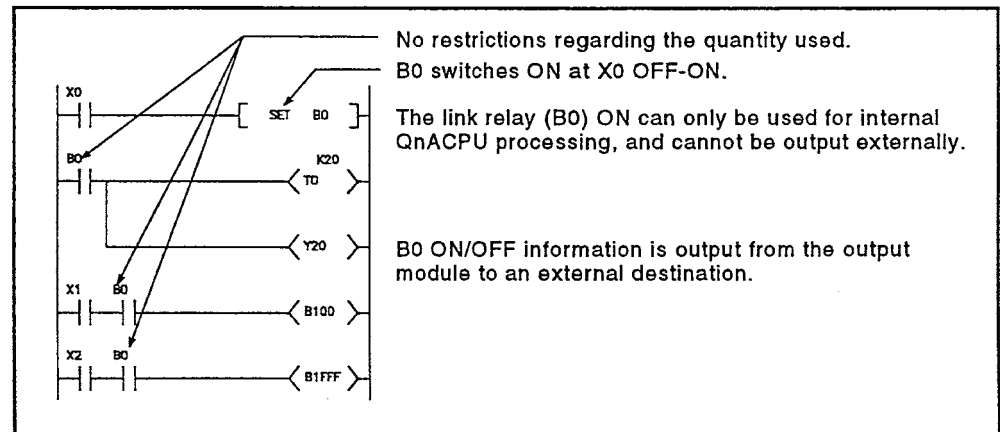 No restrictions regarding the quantity used.
B0 switches ON at X0 OFF-ON.
X0
SET B0
The link relay (B0) ON can only be used for internal
QnACPU processing, and cannot be output externally.
B0
K20
T0
Y20
B0 ON/OFF information is output from the output
module to an external destination.
X1 B0
B100
X2 B0
B1FFF